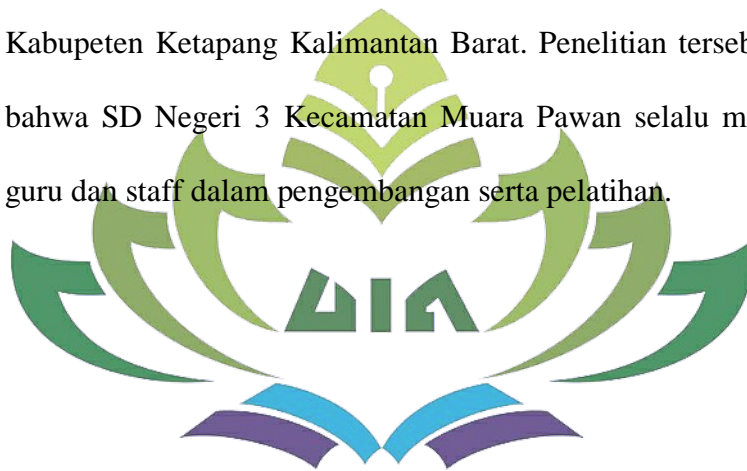 Kabupeten Ketapang Kalimantan Barat. Penelitian terseb
bahwa SD Negeri 3 Kecamatan Muara Pawan selalu m
guru dan staff dalam pengembangan serta pelatihan.
UIN